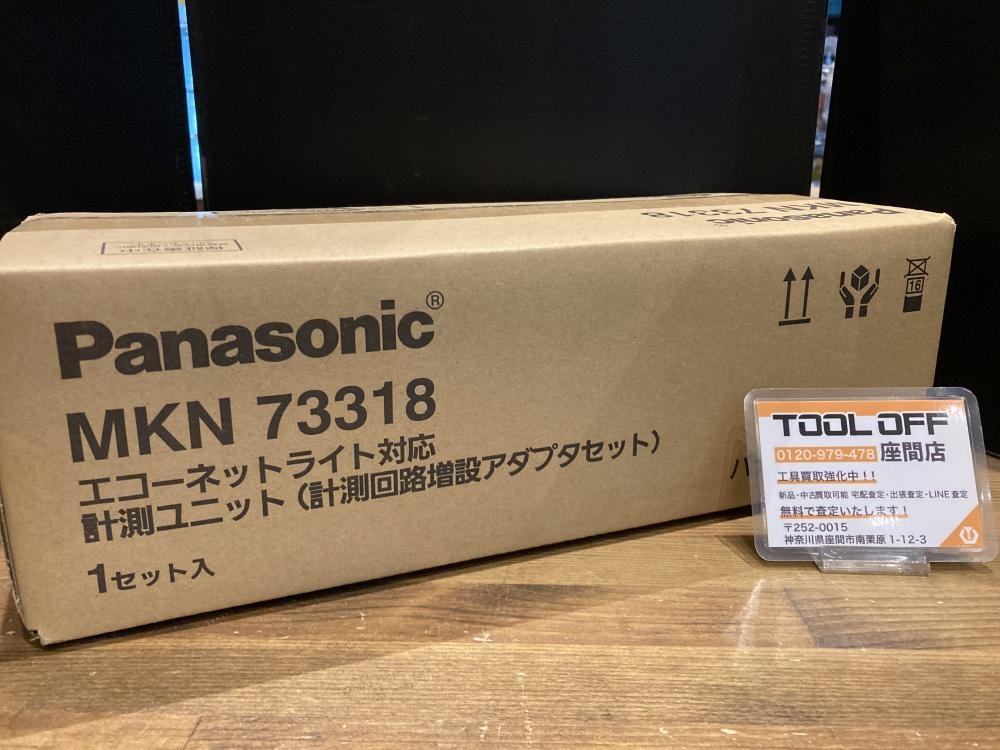 Panasonic®
MKN 73318
エコーネットライト対応
計測ユニット（計測回路増設アダプタセット）
1セット入
Panasonic
MKN 73318
16
TOOL OFF
0120-979-478 座間店
工具買取強化中！！
新品・中古買取可能 宅配査定・出張査定・LINE査定
無料で査定いたします！
〒252-0015
神奈川県座間市南栗原1-12-3